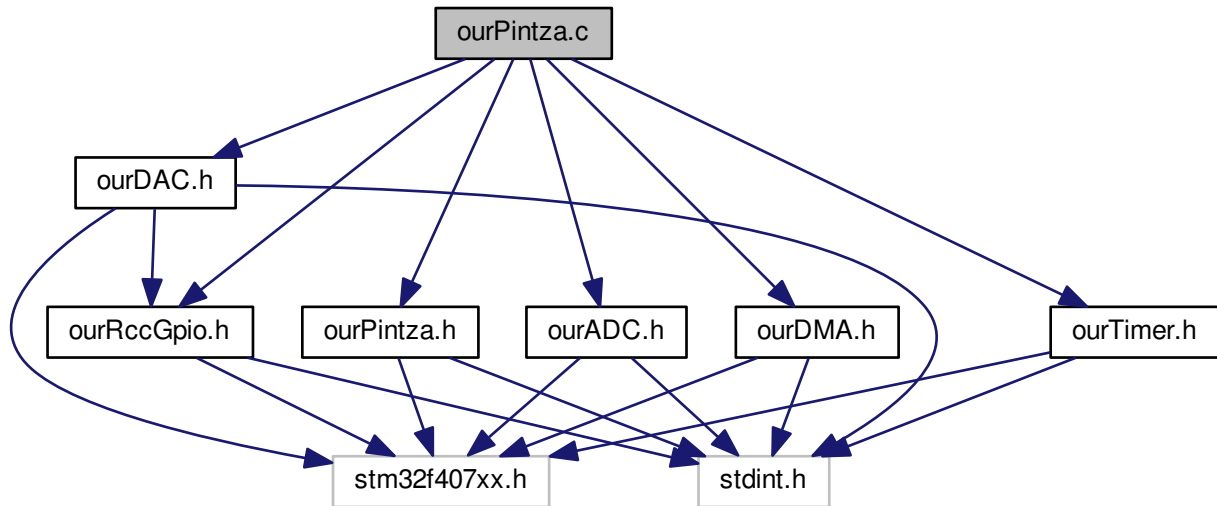 ourPintza.c
ourDAC.h
ourRccGpio.h
ourPintza.h
ourADC.h
ourDMA.h
ourTimer.h
stm32f407xx.h
stdint.h